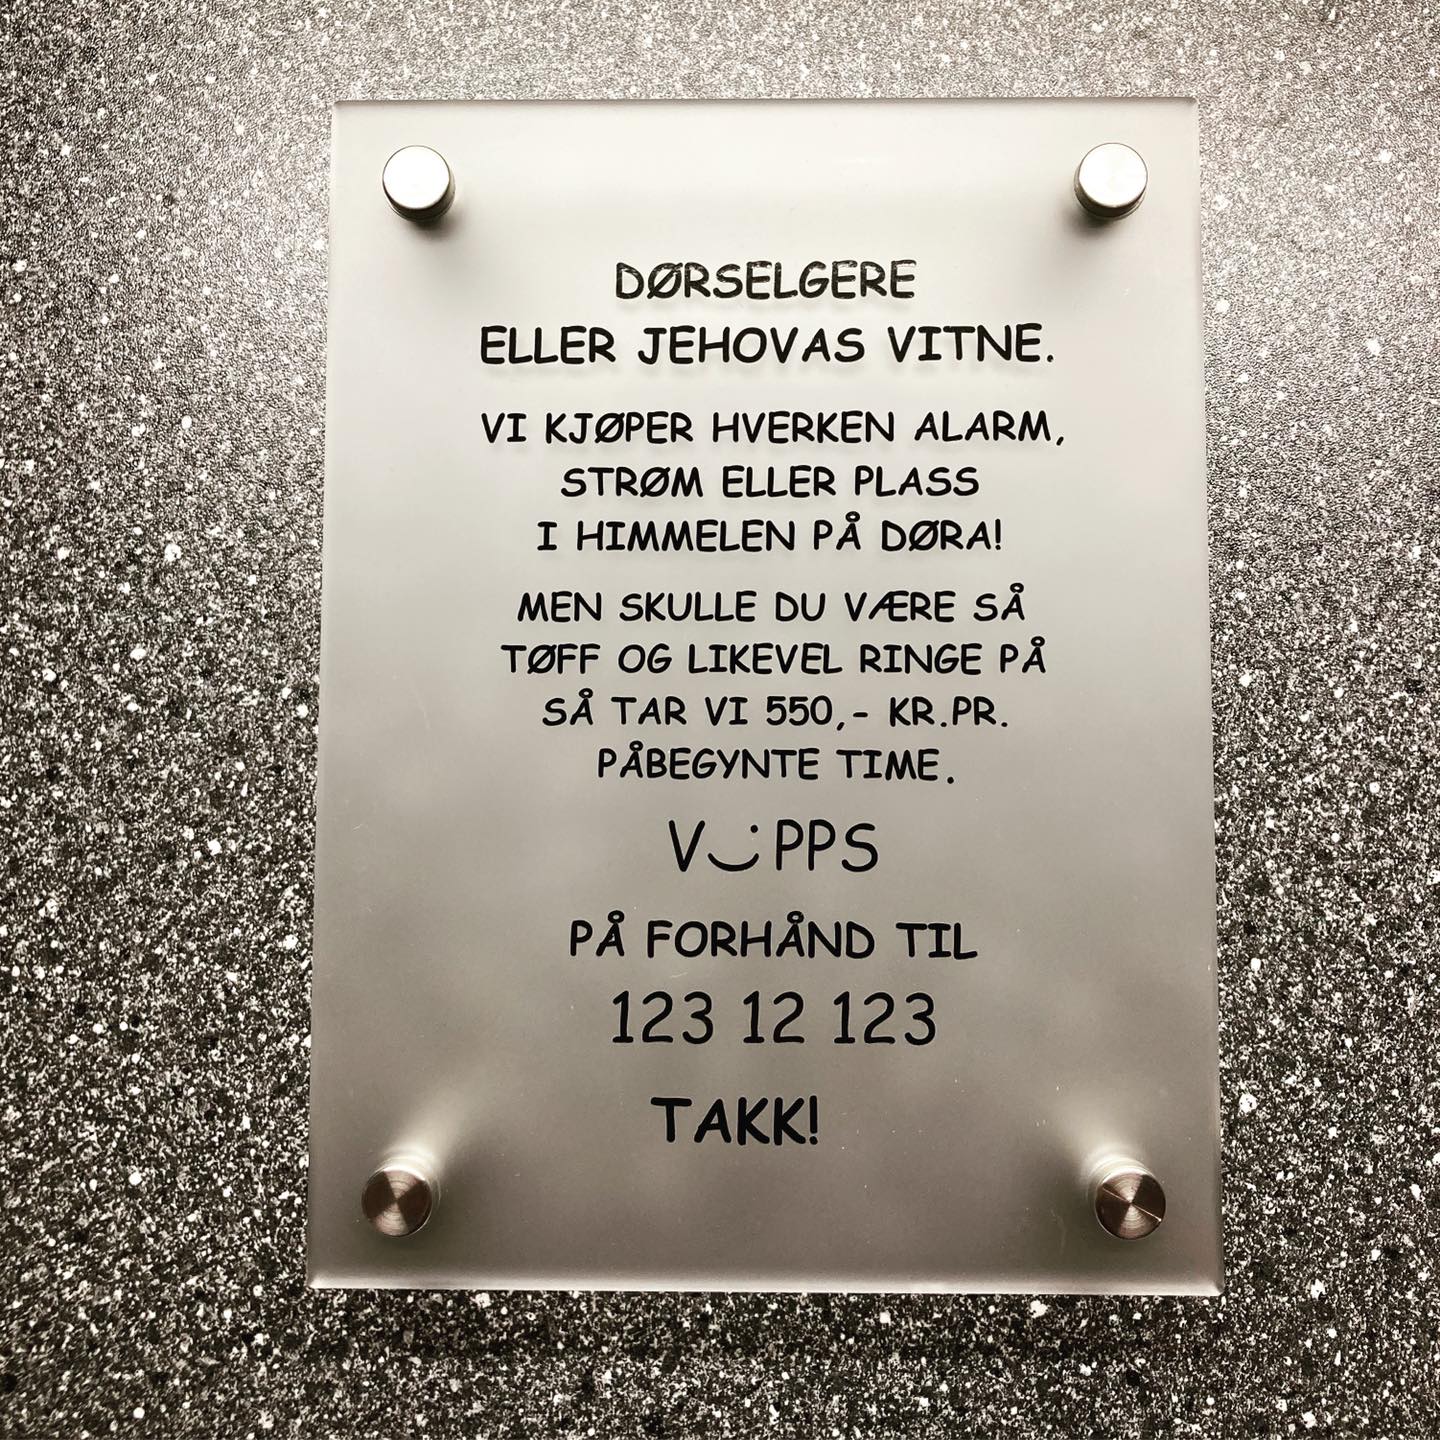 DØRSELGERE
ELLER JEHOVAS VITNE.
VI KJØPER HVERKEN ALARM,
STRØM ELLER PLASS
I HIMMELEN PÅ DØRA!
MEN SKULLE DU VÆRE SÅ
TØFF OG LIKEVEL RINGE PÅ
SÅ TAR VI 550,- KR.PR.
PÅBEGYNTE TIME.
VIPPS
PÅ FORHÅND TIL
123 12 123
TAKK!